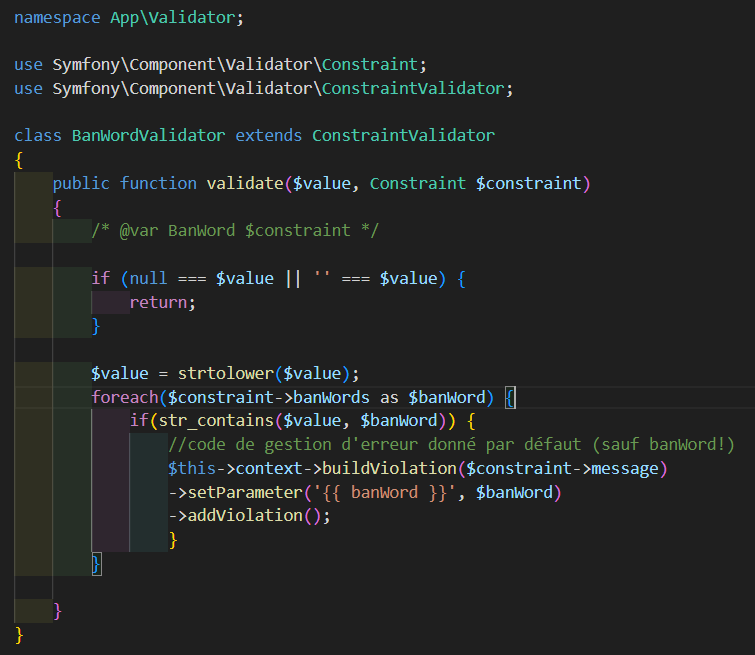 namespace App\Validator;
use Symfony\Component\Validator\Constraint;
use Symfony\Component\Validator\ConstraintValidator;
class BanWordValidator extends ConstraintValidator
{
public function validate($value, Constraint $constraint)
{
/* @var BanWord $constraint */
if (null === $value || '' === $value) {
return;
}
$value = strtolower($value);
foreach($constraint->banWords as $banWord) {
if(str_contains($value, $banWord)) {
//code de gestion d'erreur donné par défaut (sauf banWord!)
$this->context->buildViolation($constraint->message)
->setParameter('{{ banWord }}', $banWord)
->addViolation();
}
}
}
}